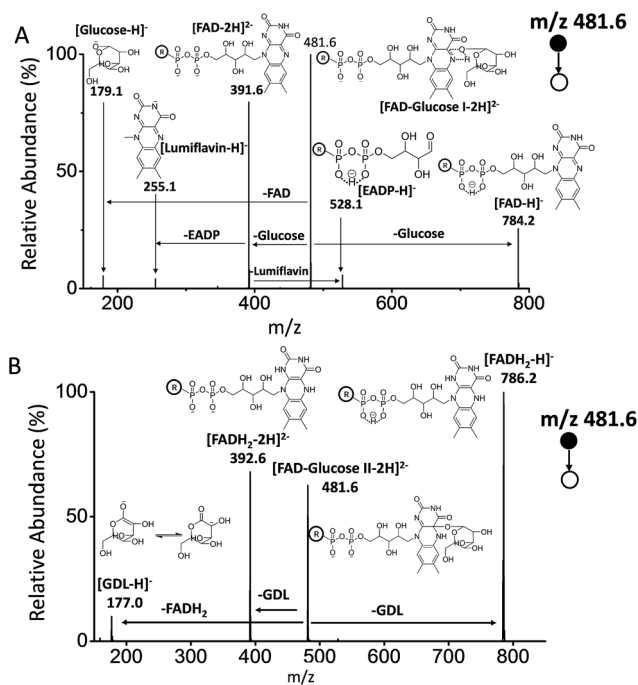 A
[Glucose-H]⁻
179.1
[FAD-2H]²⁻
391.6
481.6
[FAD-Glucose I-2H]²⁻
m/z 481.6
[Lumiflavin-H]⁻
255.1
[EADP-H]⁻
528.1
[FAD-H]⁻
784.2
-FAD
-EADP
-Glucose
-Glucose
-Lumiflavin
Relative Abundance (%)
100
50
0
200
400
600
800
m/z
B
[FADH₂-H]⁻
786.2
m/z 481.6
[FADH₂-2H]²⁻
392.6
[FAD-Glucose II-2H]²⁻
481.6
[GDL-H]⁻
177.0
-FADH₂
-GDL
-GDL
Relative Abundance (%)
100
50
0
200
300
400
500
600
700
800
m/z